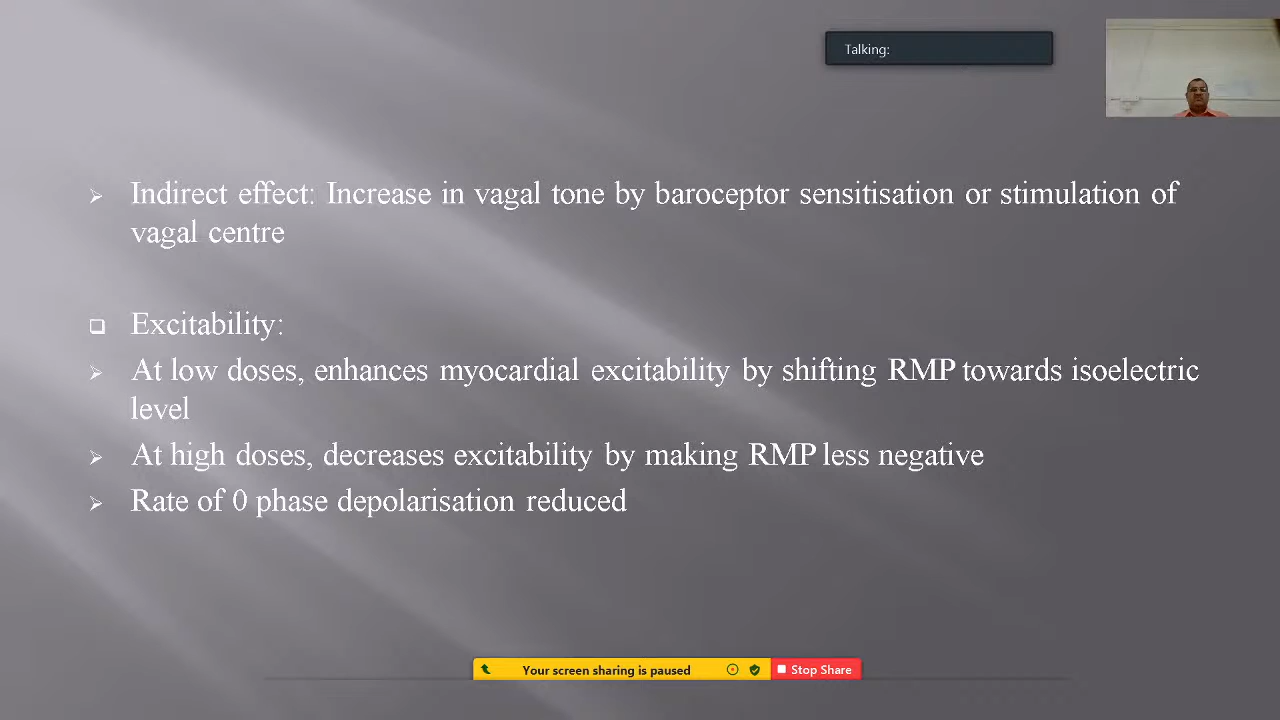 Talking:
Indirect effect: Increase in vagal tone by baroceptor sensitisation or stimulation of
vagal centre
Excitability:
At low doses, enhances myocardial excitability by shifting RMP towards isoelectric
level
At high doses, decreases excitability by making RMP less negative
Rate of 0 phase depolarisation reduced
Your screen sharing is paused
Stop Share